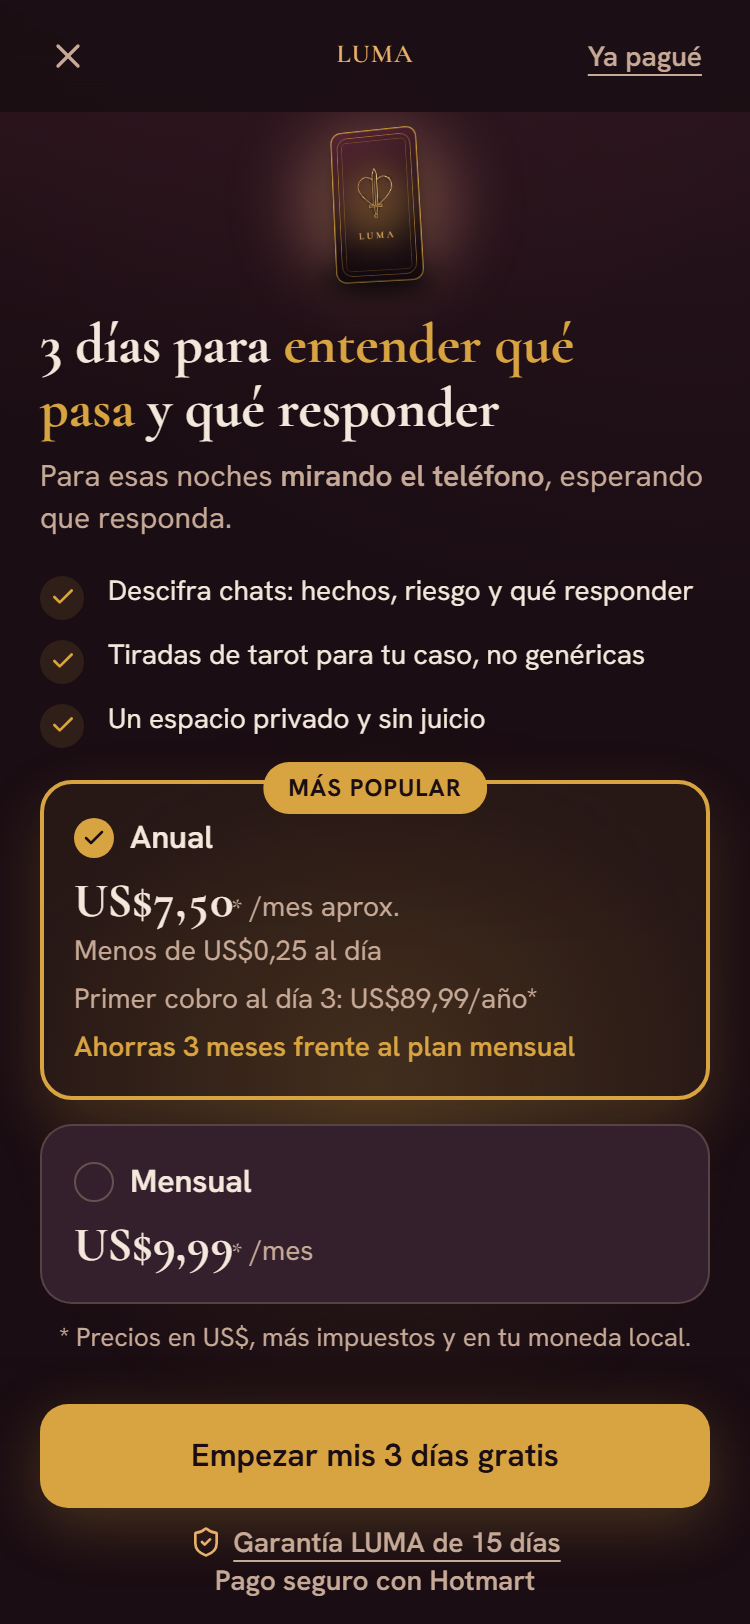 LUMA
Ya pagué
LUMA
3 días para entender qué
pasa y qué responder
Para esas noches mirando el teléfono, esperando
que responda.
Descifra chats: hechos, riesgo y qué responder
Tiradas de tarot para tu caso, no genéricas
Un espacio privado y sin juicio
MÁS POPULAR
Anual
US$7,50* /mes aprox.
Menos de US$0,25 al día
Primer cobro al día 3: US$89,99/año*
Ahorras 3 meses frente al plan mensual
Mensual
US$9,99* /mes
* Precios en US$, más impuestos y en tu moneda local.
Empezar mis 3 días gratis
Garantía LUMA de 15 días
Pago seguro con Hotmart